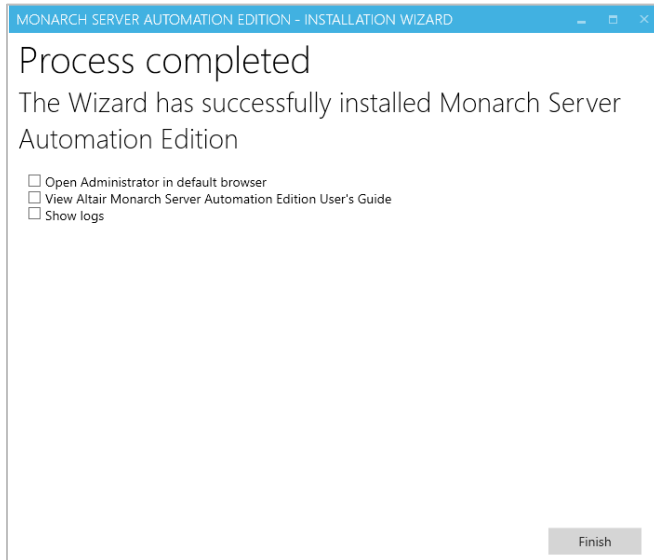 MONARCH SERVER AUTOMATION EDITION - INSTALLATION WIZARD
Process completed
The Wizard has successfully installed Monarch Server
Automation Edition
Open Administrator in default browser
View Altair Monarch Server Automation Edition User's Guide
Show logs
Finish